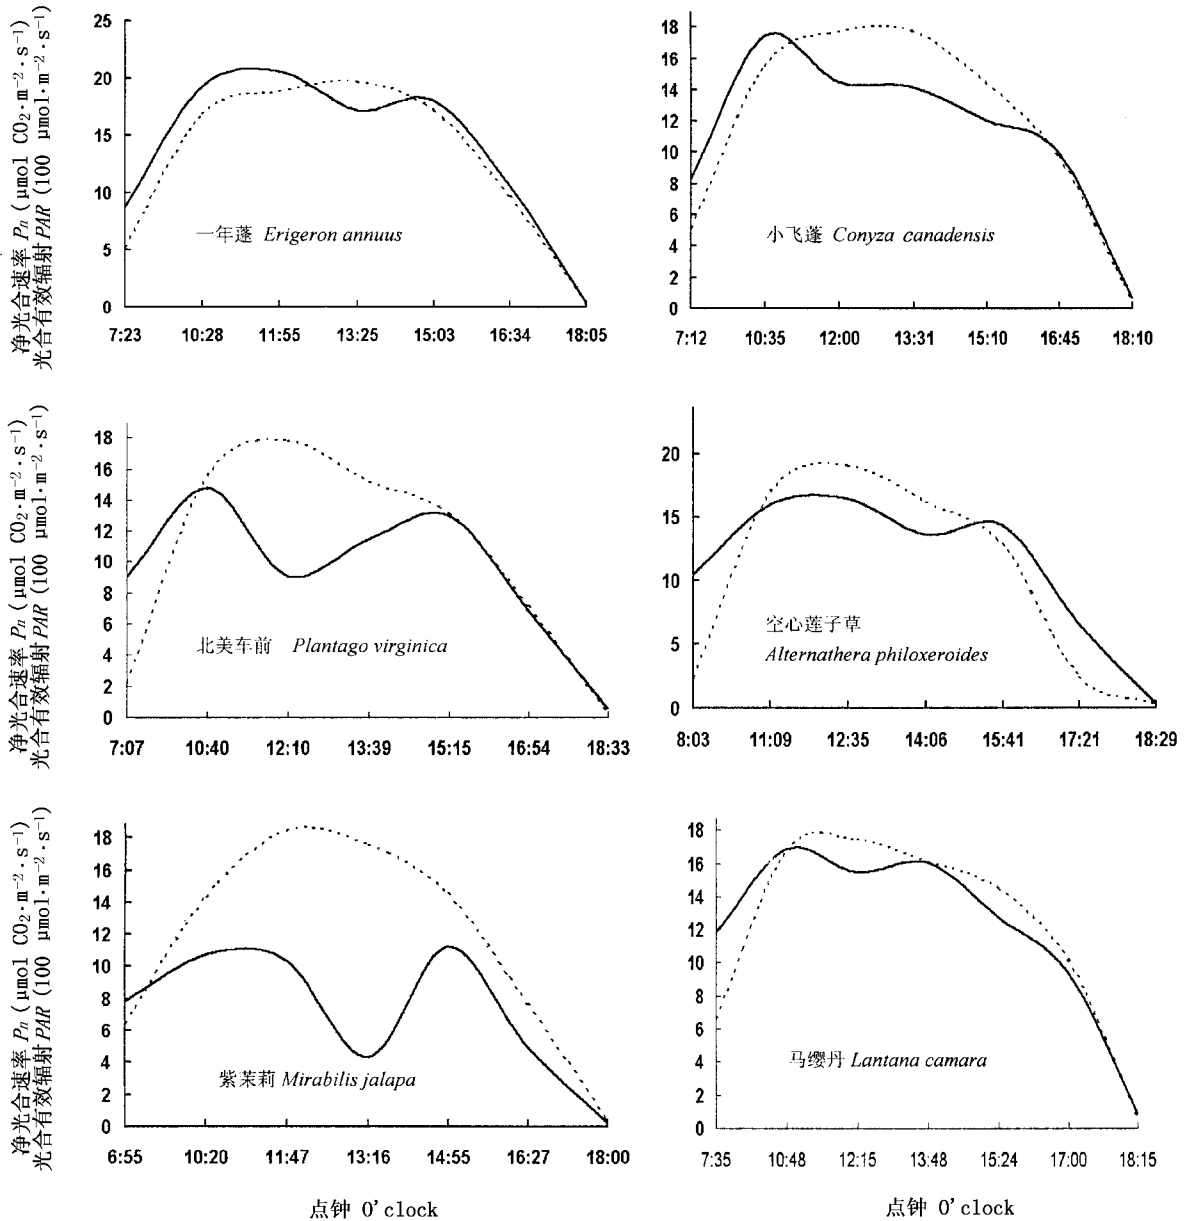 净光合速率 Pn (μmol CO2·m−2·s−1)
光合有效辐射PAR (100 μmol·m−2·s−1)
25
20
15
10
5
0
一年蓬 Erigeron annuus
7:23 10:28 11:55 13:25 15:03 16:34 18:05
18
16
14
12
10
8
6
4
2
0
小飞蓬 Conyza canadensis
7:12 10:35 12:00 13:31 15:10 16:45 18:10
净光合速率 Pn (μmol CO2·m−2·s−1)
光合有效辐射PAR (100 μmol·m−2·s−1)
18
16
14
12
10
8
6
4
2
0
北美车前 Plantago virginica
7:07 10:40 12:10 13:39 15:15 16:54 18:33
20
15
10
5
0
空心莲子草
Alternathera philoxeroides
8:03 11:09 12:35 14:06 15:41 17:21 18:29
净光合速率 Pn (μmol CO2·m−2·s−1)
光合有效辐射PAR (100 μmol·m−2·s−1)
18
16
14
12
10
8
6
4
2
0
紫茉莉 Mirabilis jalapa
6:55 10:20 11:47 13:16 14:55 16:27 18:00
点钟 O'clock
18
16
14
12
10
8
6
4
2
0
马缨丹 Lantana camara
7:35 10:48 12:15 13:48 15:24 17:00 18:15
点钟 O'clock